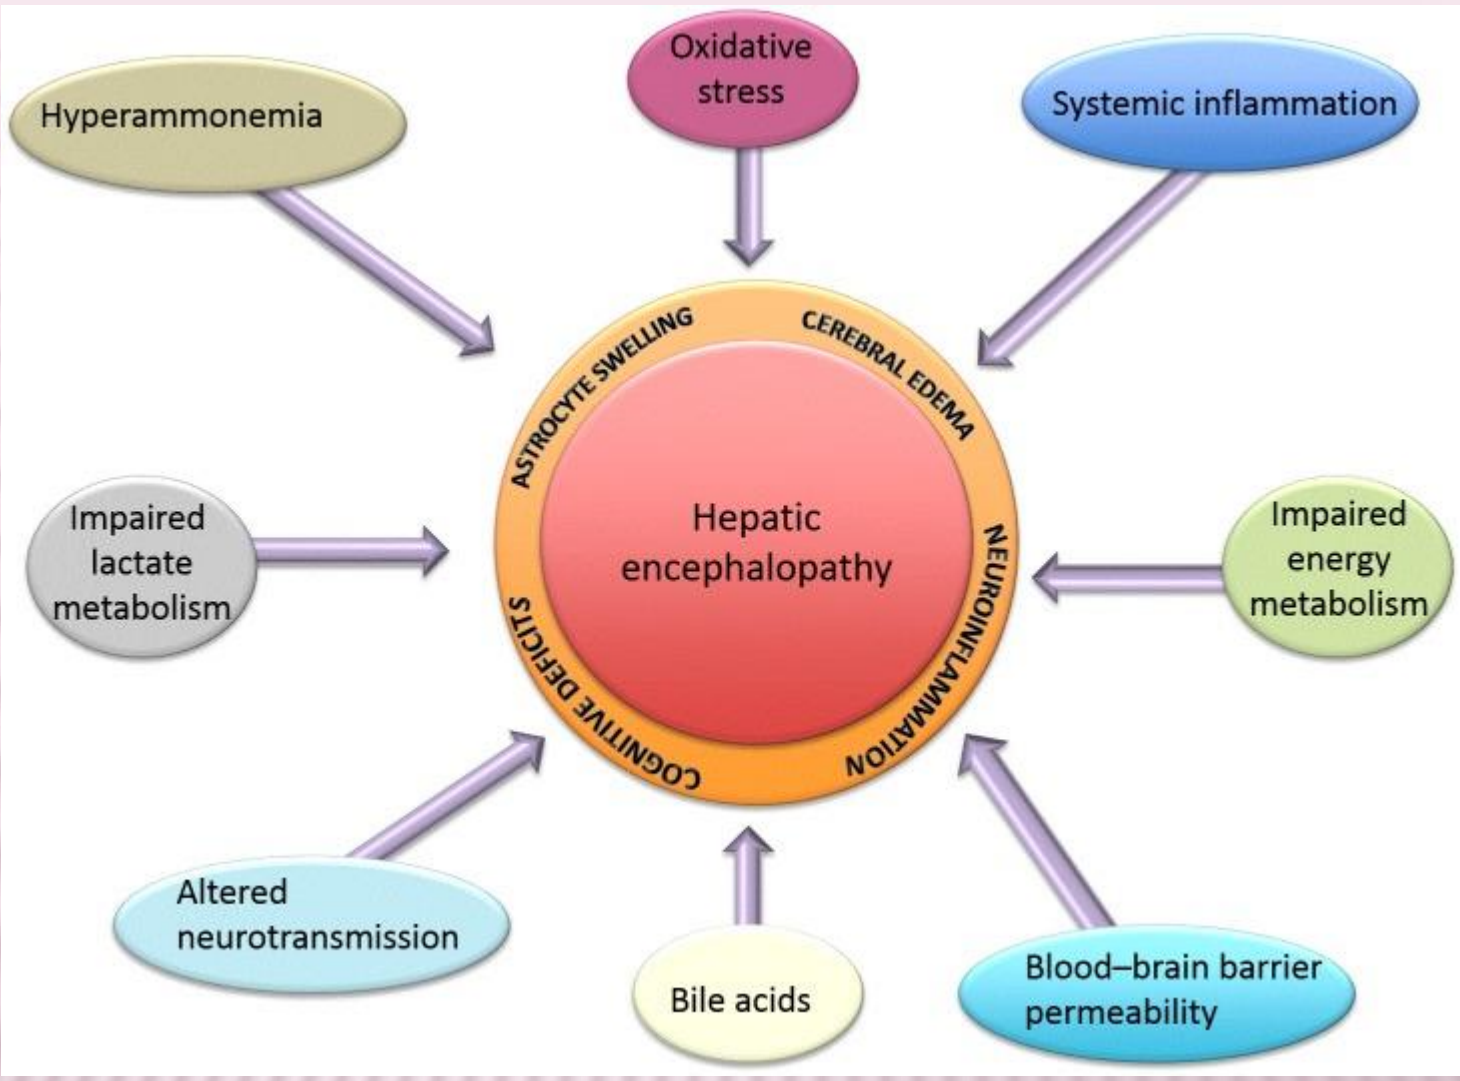 Oxidative
stress
Hyperammonemia
Systemic inflammation
ASTROCYTE SWELLING
CEREBRAL EDEMA
Impaired
lactate
metabolism
Hepatic
encephalopathy
Impaired
energy
metabolism
COGNITIVE DEFICITS
NEUROINFLAMMATION
Altered
neurotransmission
Bile acids
Blood–brain barrier
permeability